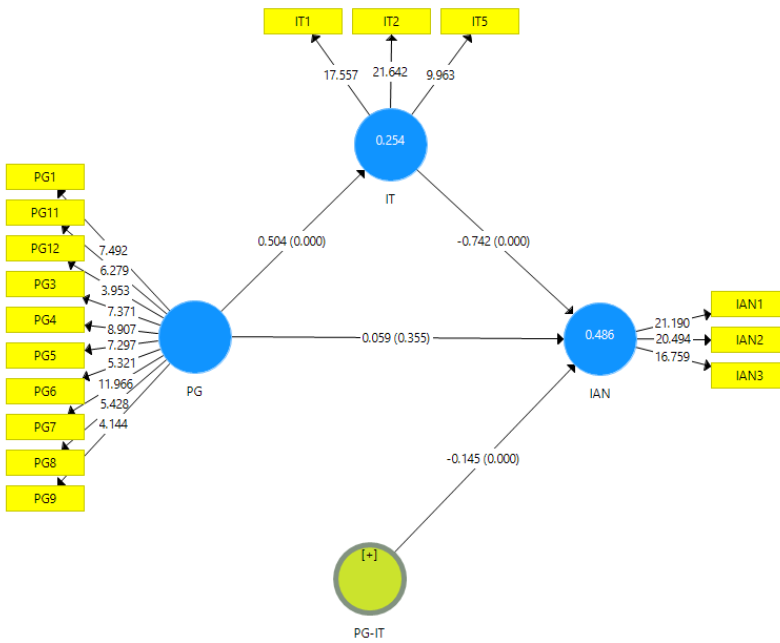 IT1 IT2 IT5
17.557 21.642 9.963
0.254
IT
PG1
PG11
PG12
PG3
PG4
PG5
PG6
PG7
PG8
PG9
7.492
6.279
3.953
7.371
8.907
7.297
5.321
11.966
5.428
4.144
PG
0.504 (0.000)
-0.742 (0.000)
0.059 (0.355)
-0.145 (0.000)
0.486
IAN
21.190
20.494
16.759
IAN1
IAN2
IAN3
[+]
PG-IT